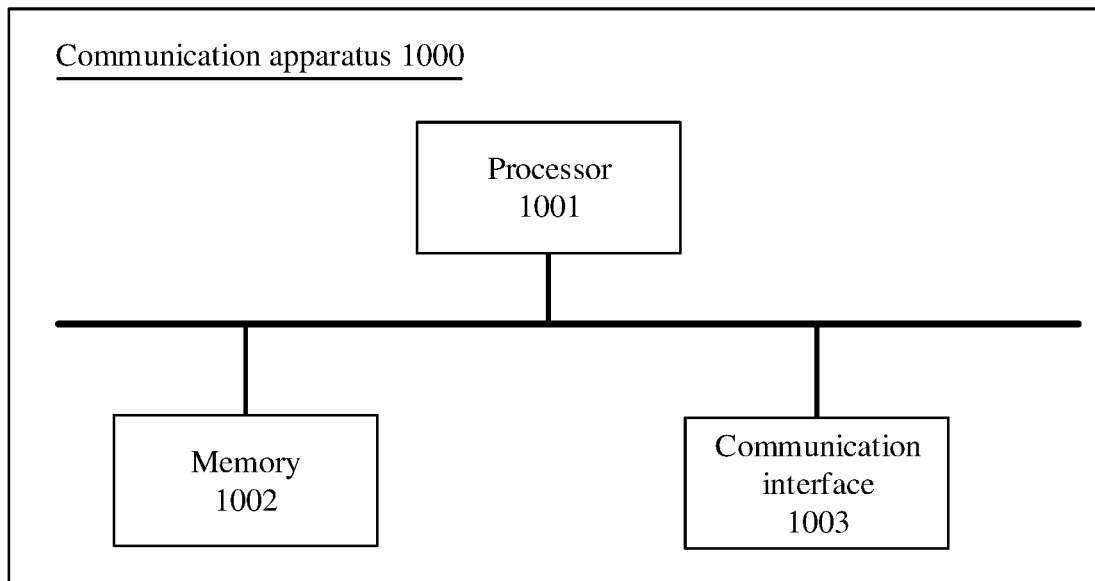 Communication apparatus 1000
Processor
1001
Memory
1002
Communication
interface
1003